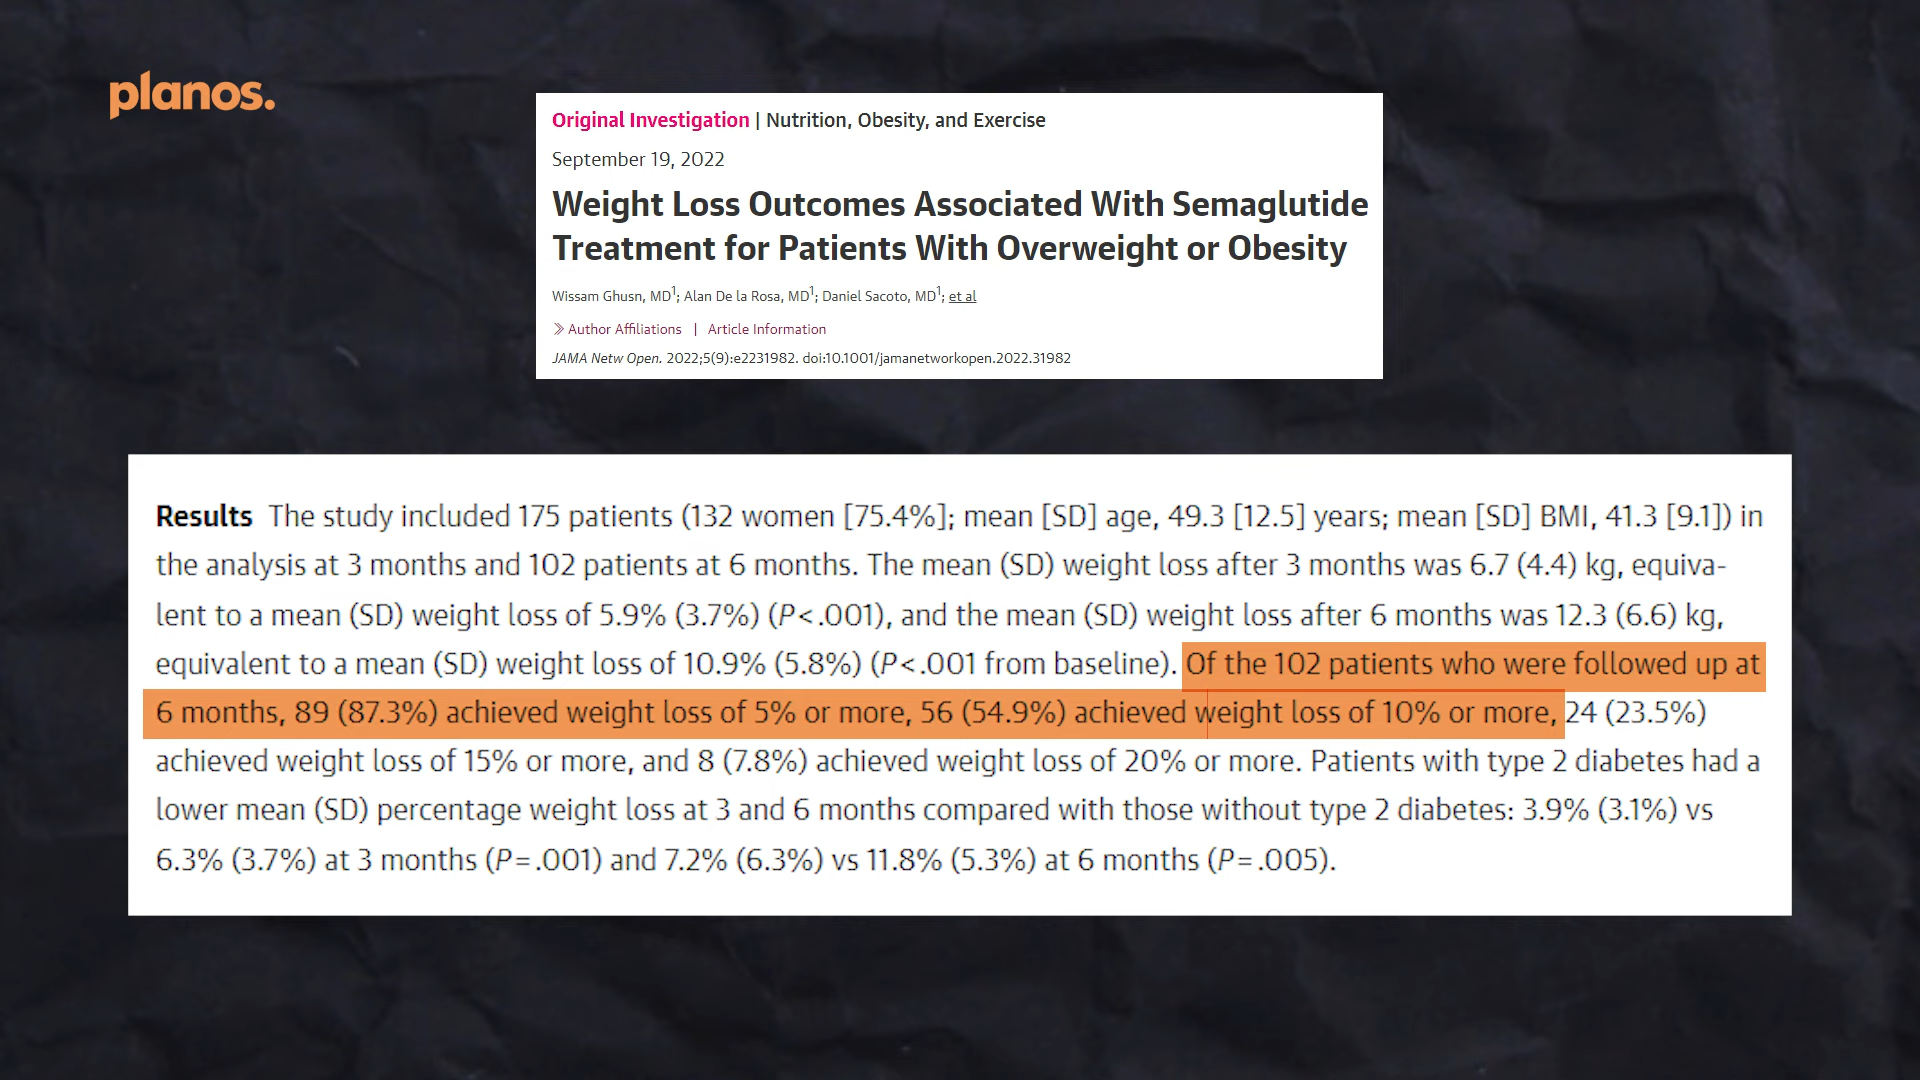 planos.
Original Investigation | Nutrition, Obesity, and Exercise
September 19, 2022
Weight Loss Outcomes Associated With Semaglutide
Treatment for Patients With Overweight or Obesity
Wissam Ghusn, MD1; Alan De la Rosa, MD1; Daniel Sacoto, MD1; et al
» Author Affiliations | Article Information
JAMA Netw Open. 2022;5(9):e2231982. doi:10.1001/jamanetworkopen.2022.31982
Results The study included 175 patients (132 women [75.4%]; mean [SD] age, 49.3 [12.5] years; mean [SD] BMI, 41.3 [9.1]) in
the analysis at 3 months and 102 patients at 6 months. The mean (SD) weight loss after 3 months was 6.7 (4.4) kg, equiva-
lent to a mean (SD) weight loss of 5.9% (3.7%) (P<.001), and the mean (SD) weight loss after 6 months was 12.3 (6.6) kg,
equivalent to a mean (SD) weight loss of 10.9% (5.8%) (P<.001 from baseline). Of the 102 patients who were followed up at
6 months, 89 (87.3%) achieved weight loss of 5% or more, 56 (54.9%) achieved weight loss of 10% or more, 24 (23.5%)
achieved weight loss of 15% or more, and 8 (7.8%) achieved weight loss of 20% or more. Patients with type 2 diabetes had a
lower mean (SD) percentage weight loss at 3 and 6 months compared with those without type 2 diabetes: 3.9% (3.1%) vs
6.3% (3.7%) at 3 months (P=.001) and 7.2% (6.3%) vs 11.8% (5.3%) at 6 months (P=.005).